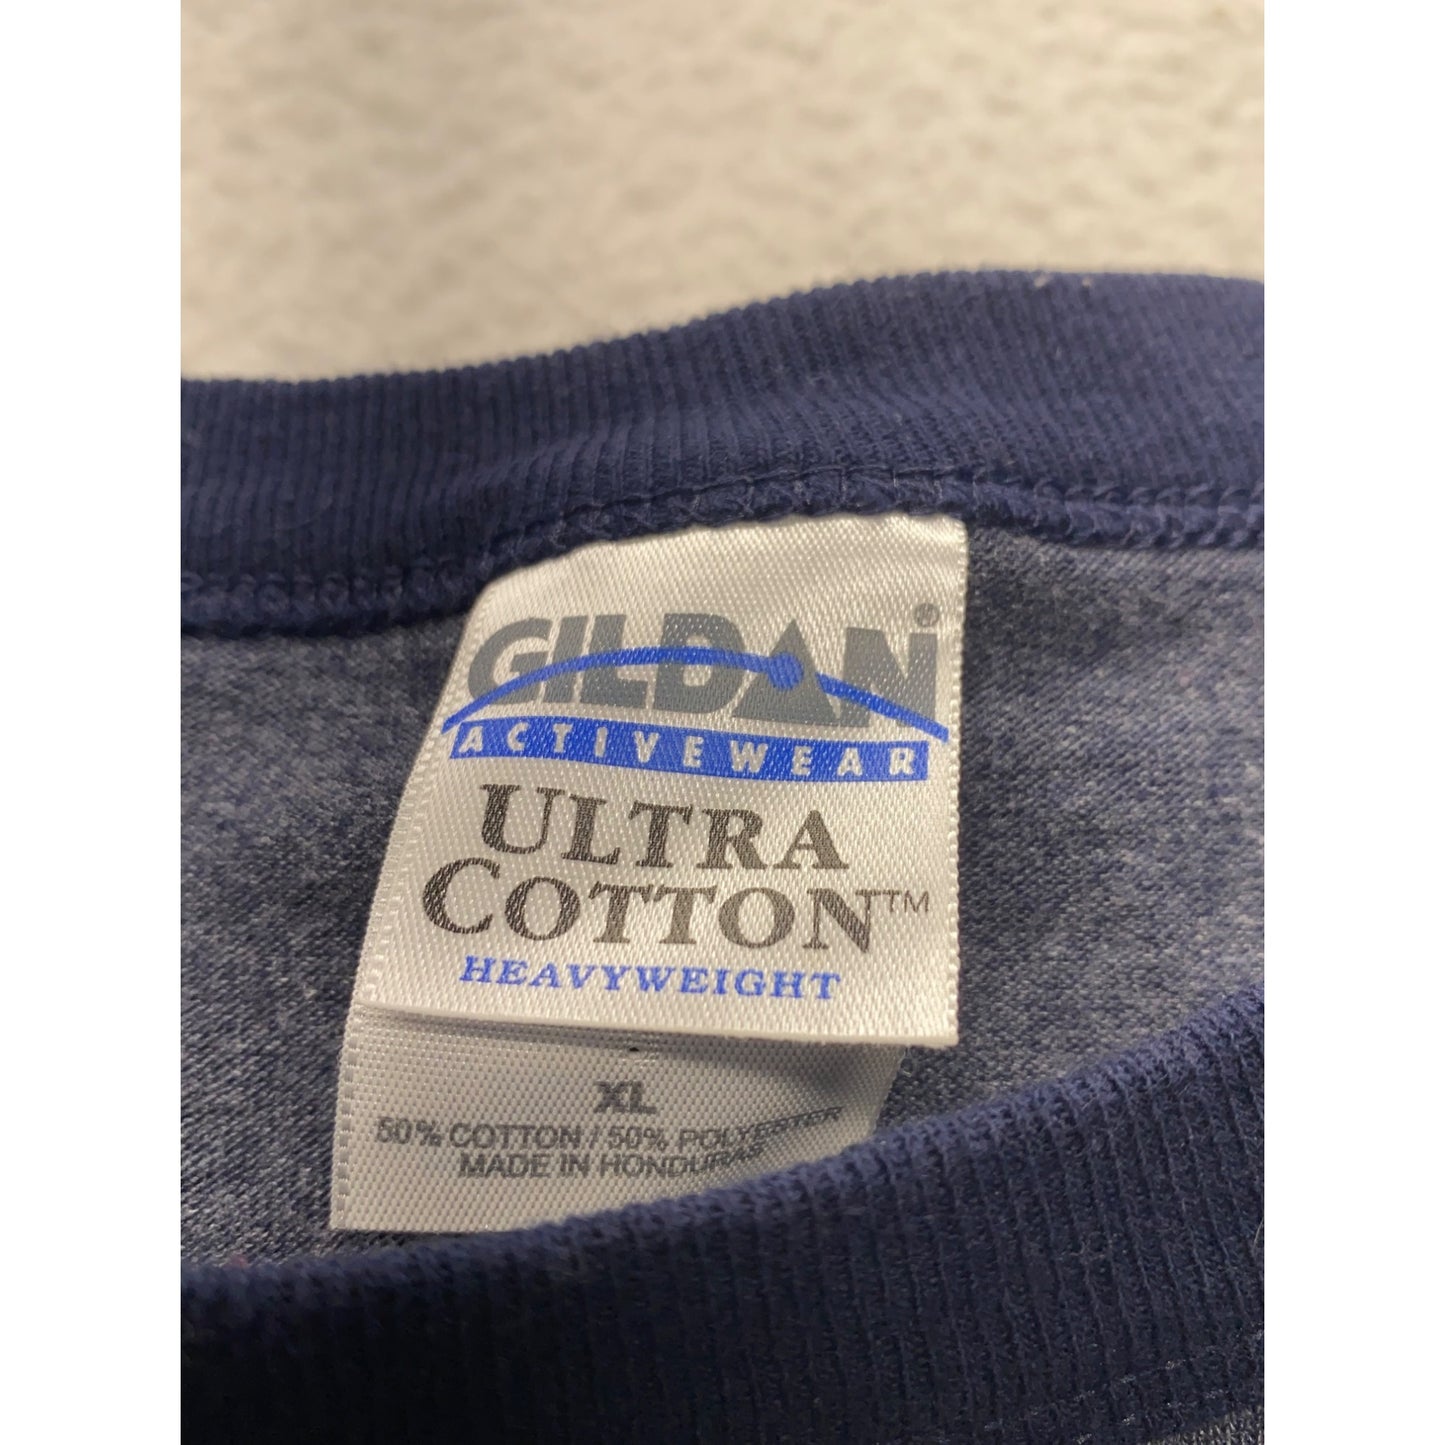 GILDAN®
ACTIVEWEAR
ULTRA
COTTON™
HEAVYWEIGHT
XL
50% COTTON / 50% POLYESTER
MADE IN HONDURAS